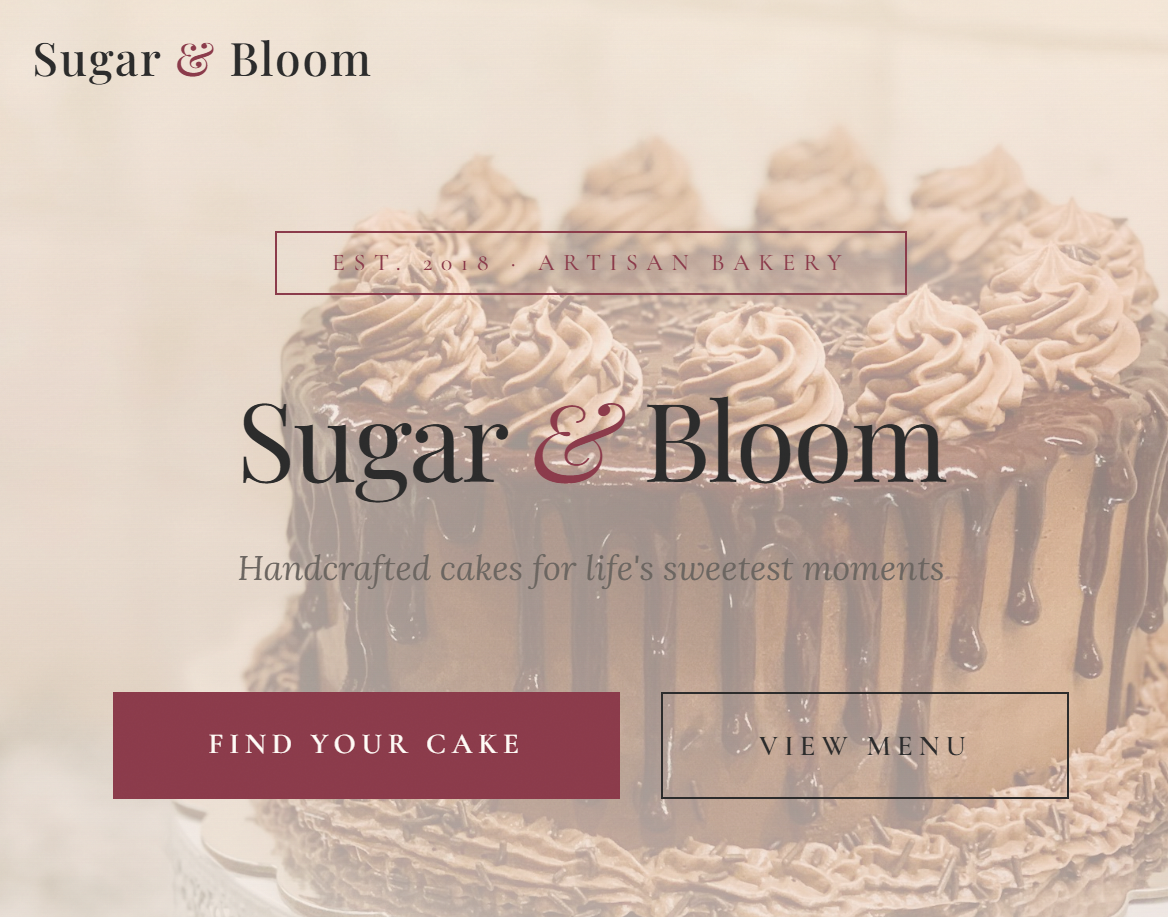 Sugar & Bloom
EST. 2018 · ARTISAN BAKERY
Sugar & Bloom
Handcrafted cakes for life's sweetest moments
FIND YOUR CAKE
VIEW MENU